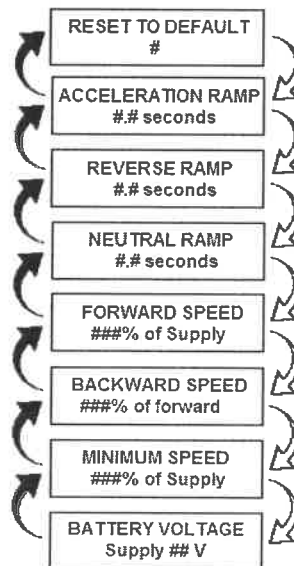 RESET TO DEFAULT
#
ACCELERATION RAMP
#.# seconds
REVERSE RAMP
#.# seconds
NEUTRAL RAMP
#.# seconds
FORWARD SPEED
###% of Supply
BACKWARD SPEED
###% of forward
MINIMUM SPEED
###% of Supply
BATTERY VOLTAGE
Supply ## V